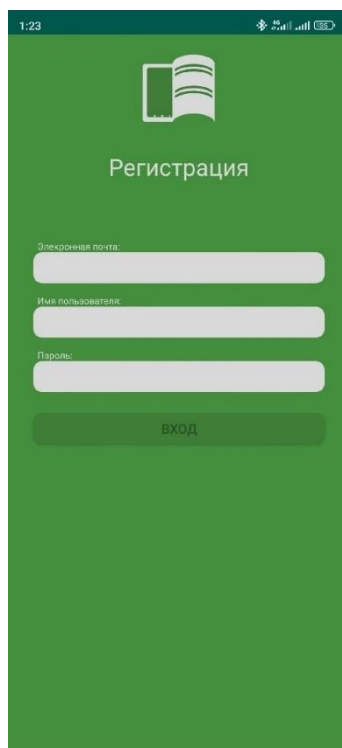 1:23
Регистрация
Элекронная почта:
Имя пользователя:
Пароль:
ВХОД